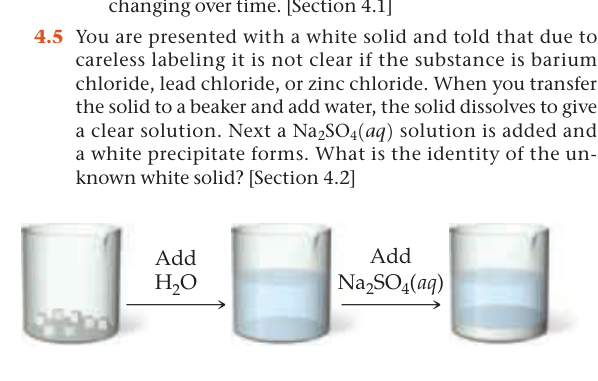 changing over time. [Section 4.1]
4.5 You are presented with a white solid and told that due to
careless labeling it is not clear if the substance is barium
chloride, lead chloride, or zinc chloride. When you transfer
the solid to a beaker and add water, the solid dissolves to give
a clear solution. Next a Na₂SO₄(aq) solution is added and
a white precipitate forms. What is the identity of the un-
known white solid? [Section 4.2]
Add
H₂O
Add
Na₂SO₄(aq)